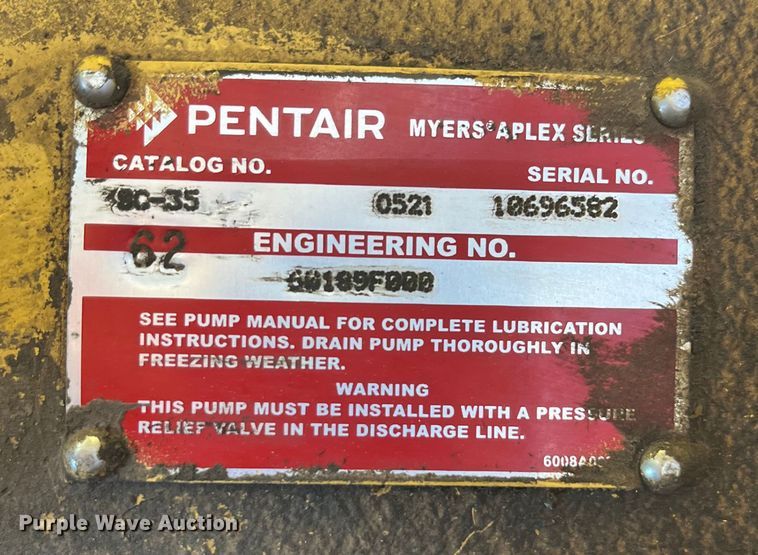 PENTAIR MYERS® APLEX SERIES
CATALOG NO. SERIAL NO.
SC-35 0521 10696582
62 ENGINEERING NO.
60189F000
SEE PUMP MANUAL FOR COMPLETE LUBRICATION
INSTRUCTIONS. DRAIN PUMP THOROUGHLY IN
FREEZING WEATHER.
WARNING
THIS PUMP MUST BE INSTALLED WITH A PRESSURE
RELIEF VALVE IN THE DISCHARGE LINE.
Purple Wave Auction